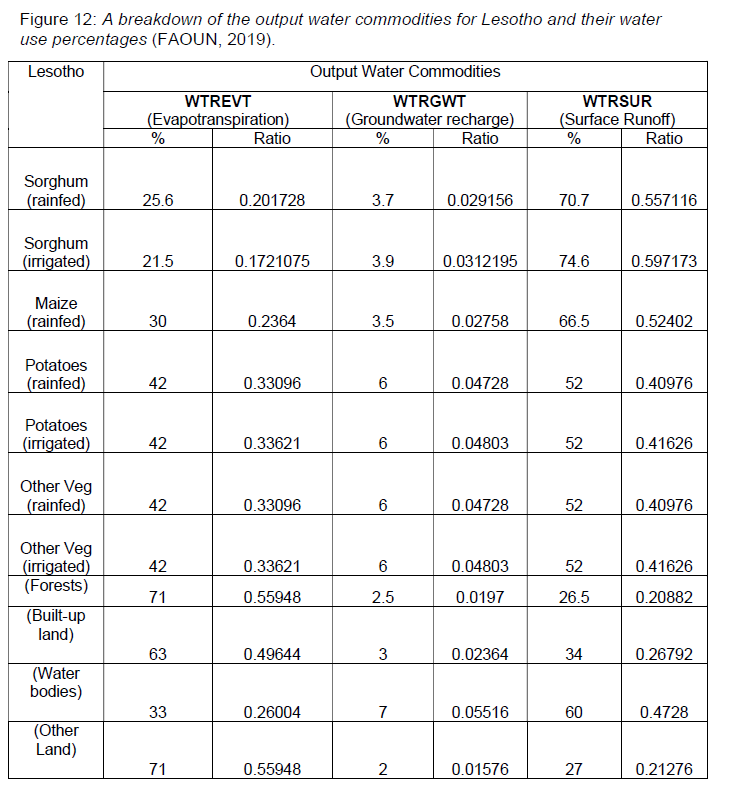 Figure 12: A breakdown of the output water commodities for Lesotho and their water
use percentages (FAOUN, 2019).
Lesotho Output Water Commodities
WTREVT WTRGWT WTRSUR
(Evapotranspiration) (Groundwater recharge) (Surface Runoff)
% Ratio % Ratio % Ratio
Sorghum
(rainfed) 25.6 0.201728 3.7 0.029156 70.7 0.557116
Sorghum
(irrigated) 21.5 0.1721075 3.9 0.0312195 74.6 0.597173
Maize
(rainfed) 30 0.2364 3.5 0.02758 66.5 0.52402
Potatoes
(rainfed) 42 0.33096 6 0.04728 52 0.40976
Potatoes
(irrigated) 42 0.33621 6 0.04803 52 0.41626
Other Veg
(rainfed) 42 0.33096 6 0.04728 52 0.40976
Other Veg
(irrigated) 42 0.33621 6 0.04803 52 0.41626
(Forests)
71 0.55948 2.5 0.0197 26.5 0.20882
(Built-up
land)
63 0.49644 3 0.02364 34 0.26792
(Water
bodies)
33 0.26004 7 0.05516 60 0.4728
(Other
Land)
71 0.55948 2 0.01576 27 0.21276